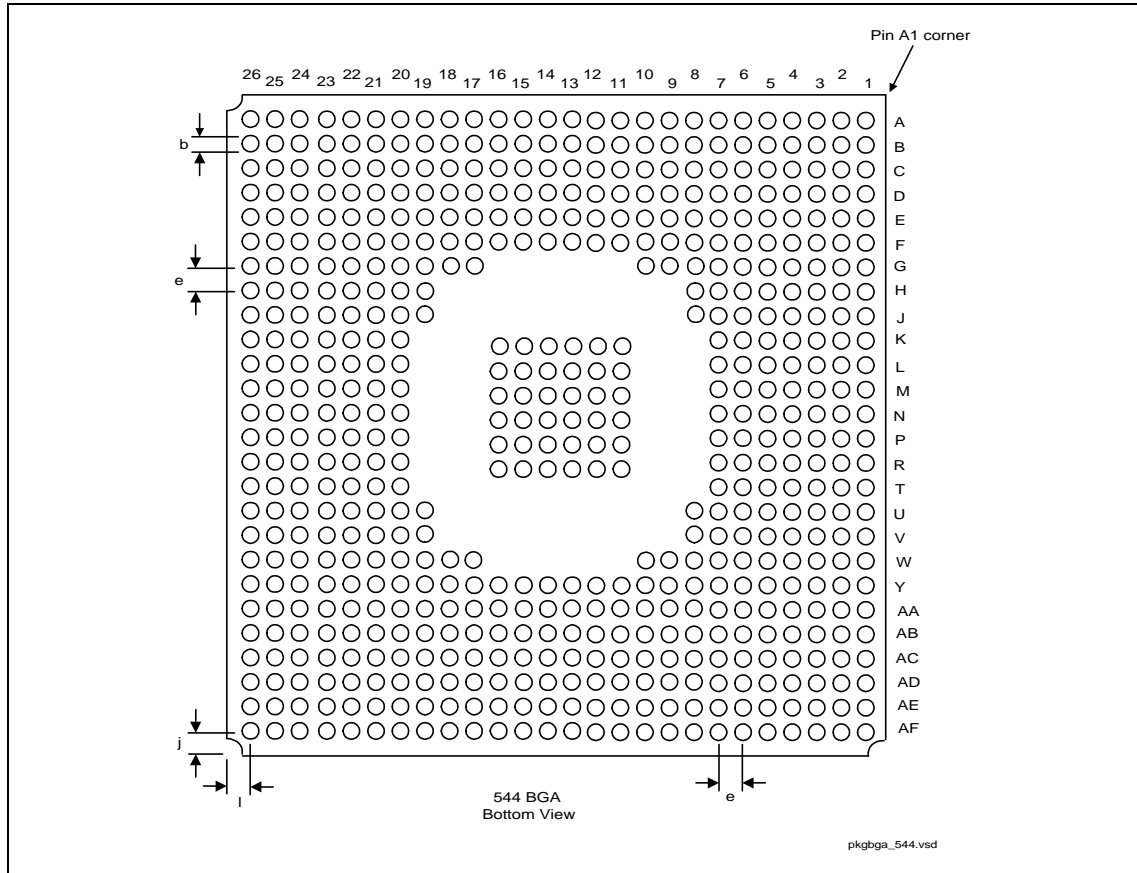 Pin A1 corner
26 25 24 23 22 21 20 19 18 17 16 15 14 13 12 11 10 9 8 7 6 5 4 3 2 1
A
b
B
C
D
E
F
G
e
H
J
K
L
M
N
P
R
T
U
V
W
Y
AA
AB
AC
AD
AE
AF
j
l
e
544 BGA
Bottom View
pkgbga_544.vsd